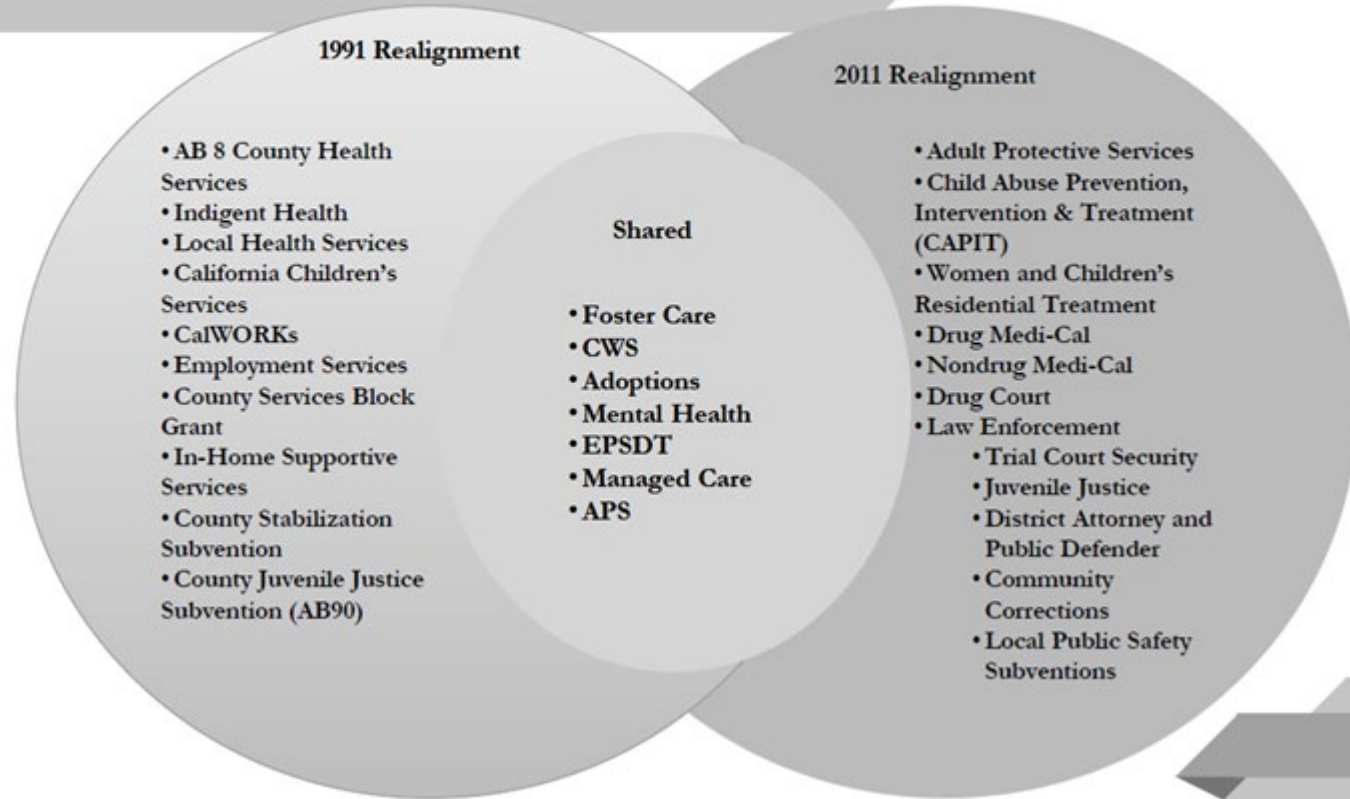 1991 Realignment
• AB 8 County Health
Services
• Indigent Health
• Local Health Services
• California Children's
Services
• CalWORKs
• Employment Services
• County Services Block
Grant
• In-Home Supportive
Services
• County Stabilization
Subvention
• County Juvenile Justice
Subvention (AB90)
Shared
• Foster Care
• CWS
• Adoptions
• Mental Health
• EPSDT
• Managed Care
• APS
2011 Realignment
• Adult Protective Services
• Child Abuse Prevention,
Intervention & Treatment
(CAPIT)
• Women and Children's
Residential Treatment
• Drug Medi-Cal
• Nondrug Medi-Cal
• Drug Court
• Law Enforcement
• Trial Court Security
• Juvenile Justice
• District Attorney and
Public Defender
• Community
Corrections
• Local Public Safety
Subventions